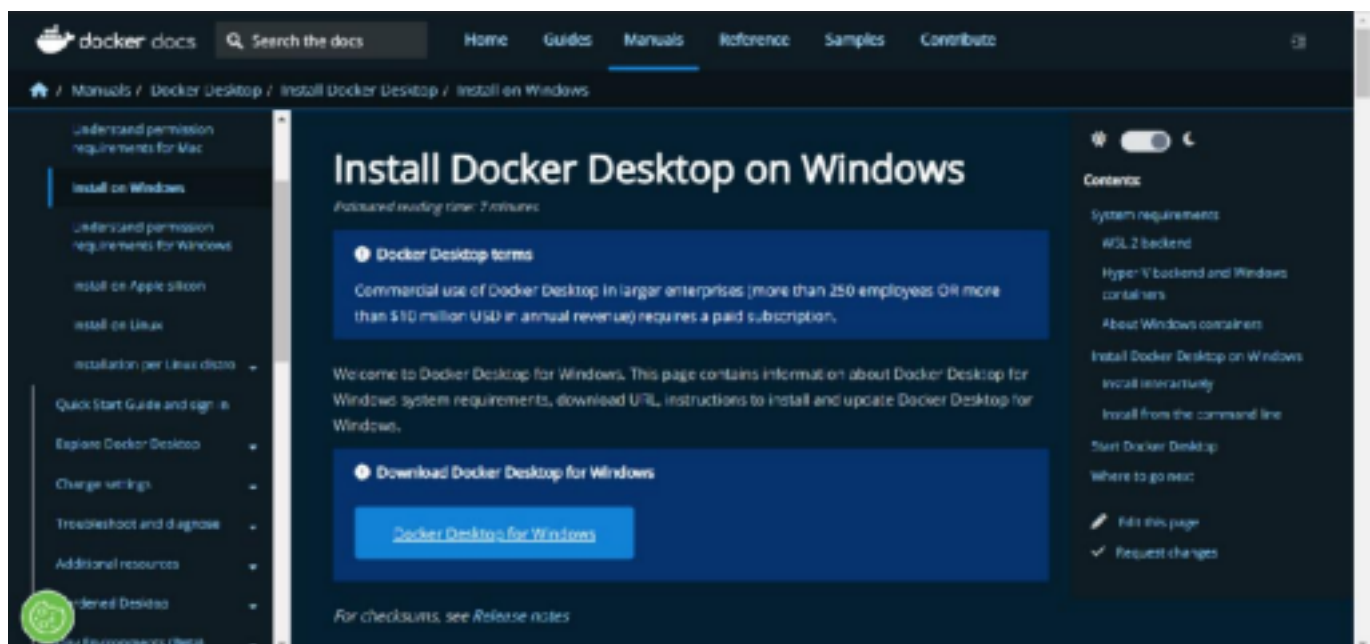 docker docs
Search the docs
Home Guides Manuals Reference Samples Contribute
/ Manuals / Docker Desktop / Install Docker Desktop / Install on Windows
Understand permission
requirements for Mac
Install on Windows
Understand permission
requirements for Windows
Install on Apple silicon
Install on Linux
Installation per Linux distro
Quick Start Guide and sign in
Explore Docker Desktop
Change settings
Troubleshoot and diagnose
Additional resources
Desktop
Install Docker Desktop on Windows
Estimated reading time: 7 minutes
Docker Desktop terms
Commercial use of Docker Desktop in larger enterprises (more than 250 employees OR more
than $10 million USD in annual revenue) requires a paid subscription.
Welcome to Docker Desktop for Windows. This page contains information about Docker Desktop for
Windows system requirements, download URL, instructions to install and update Docker Desktop for
Windows.
Download Docker Desktop for Windows
Docker Desktop for Windows
For checksums, see Release notes
Contents:
System requirements
WSL 2 backend
Hyper-V backend and Windows
containers
About Windows containers
Install Docker Desktop on Windows
Install interactively
Install from the command line
Start Docker Desktop
Where to go next
Edit this page
Request changes